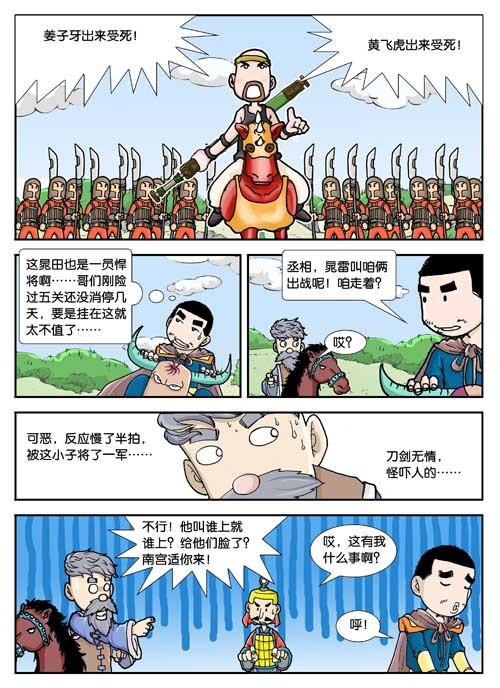 姜子牙出来受死！
黄飞虎出来受死！
这晃田也是一员悍
将啊……哥们刚险
过五关还没消停几
天，要是挂在这就
太不值了……
丞相，晃雷叫咱俩
出战呢！咱走着？
哎？
可恶，反应慢了半拍，
被这小子将了一军……
刀剑无情，
怪吓人的……
不行！他叫谁上就
谁上？给他们脸了？
南宫适你来！
哎，这有我
什么事啊？
呼！